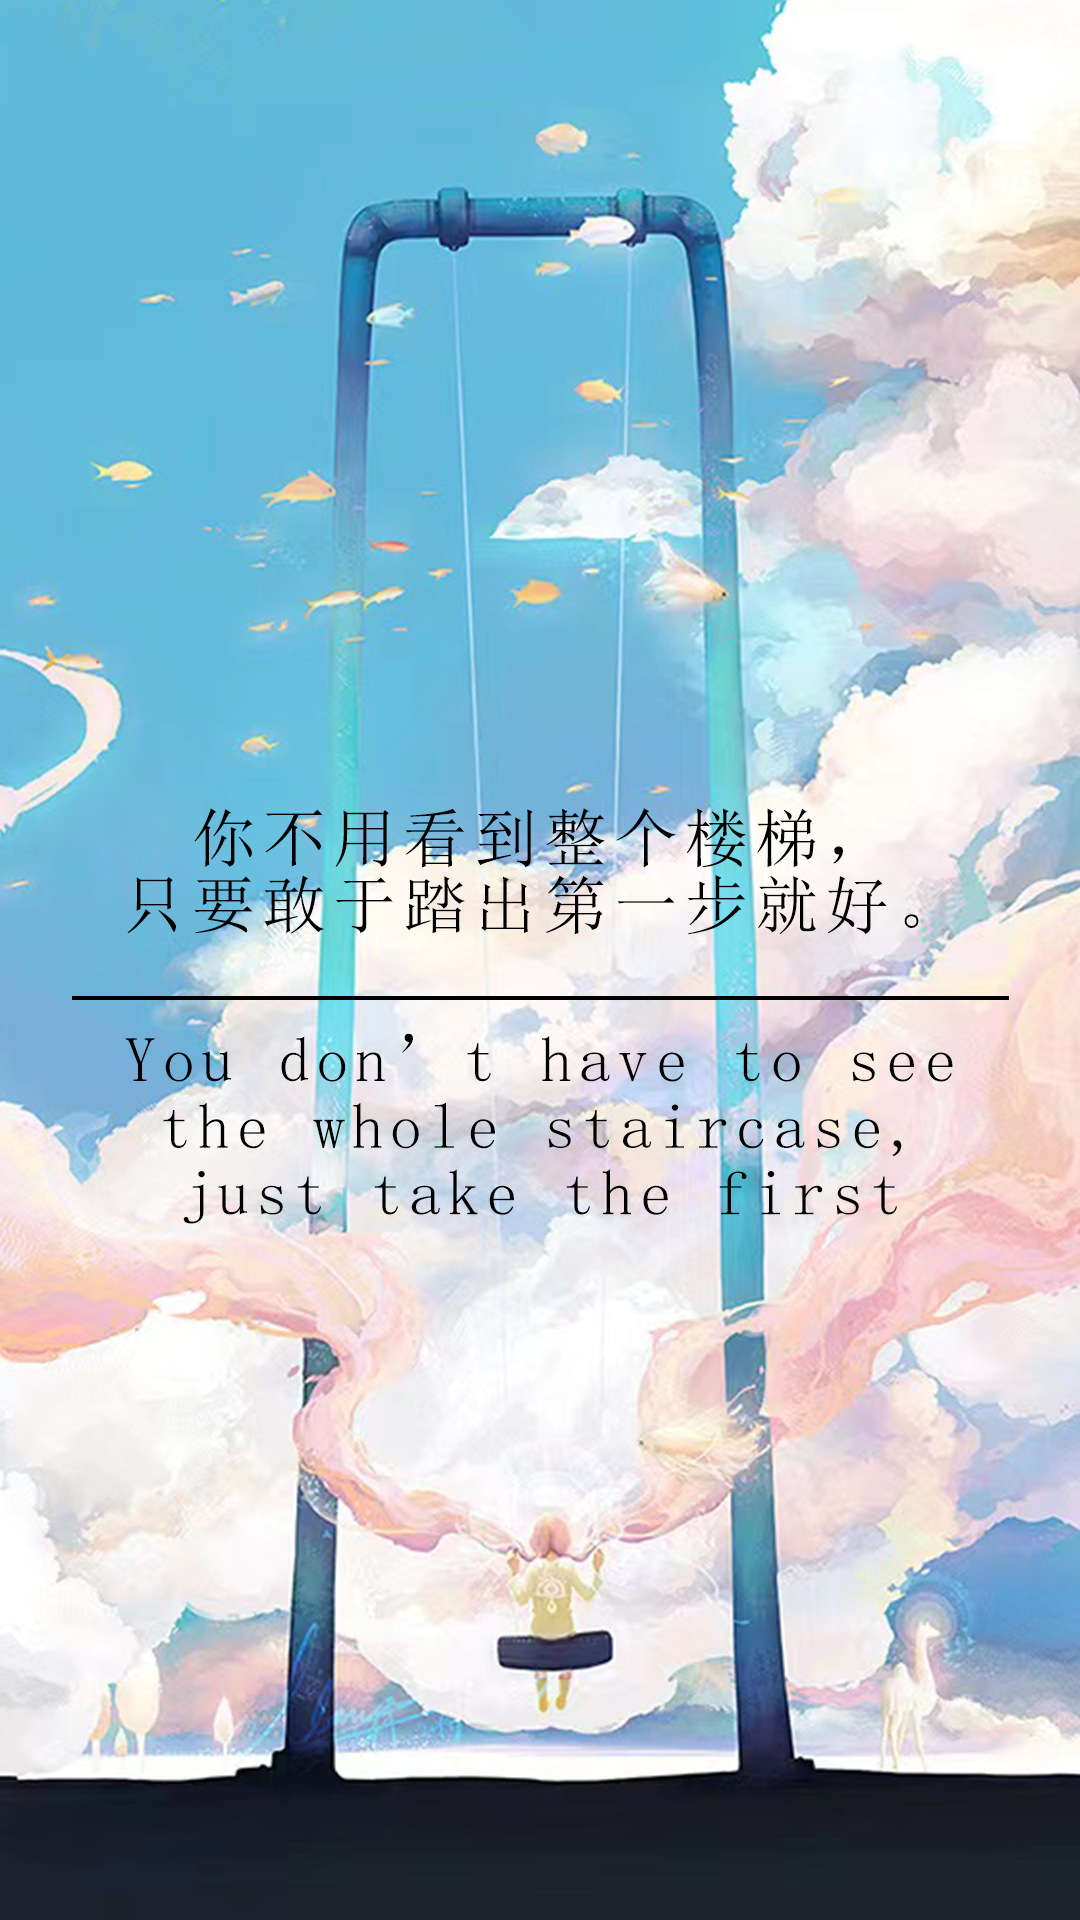 你不用看到整个楼梯，
只要敢于踏出第一步就好。
You don’t have to see
the whole staircase,
just take the first